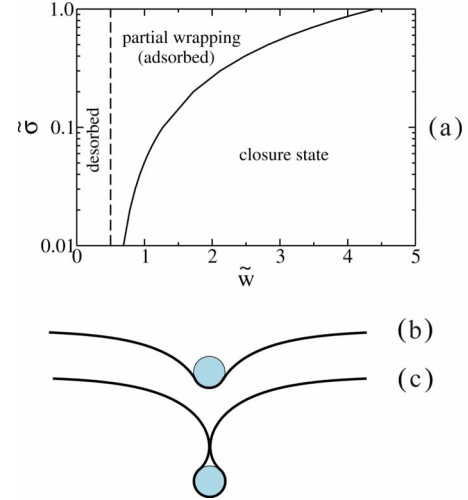 1.0
partial wrapping
(adsorbed)
σ̃
0.1
desorbed
closure state
(a)
0.01
0 1 2 3 4 5
w̃
(b)
(c)